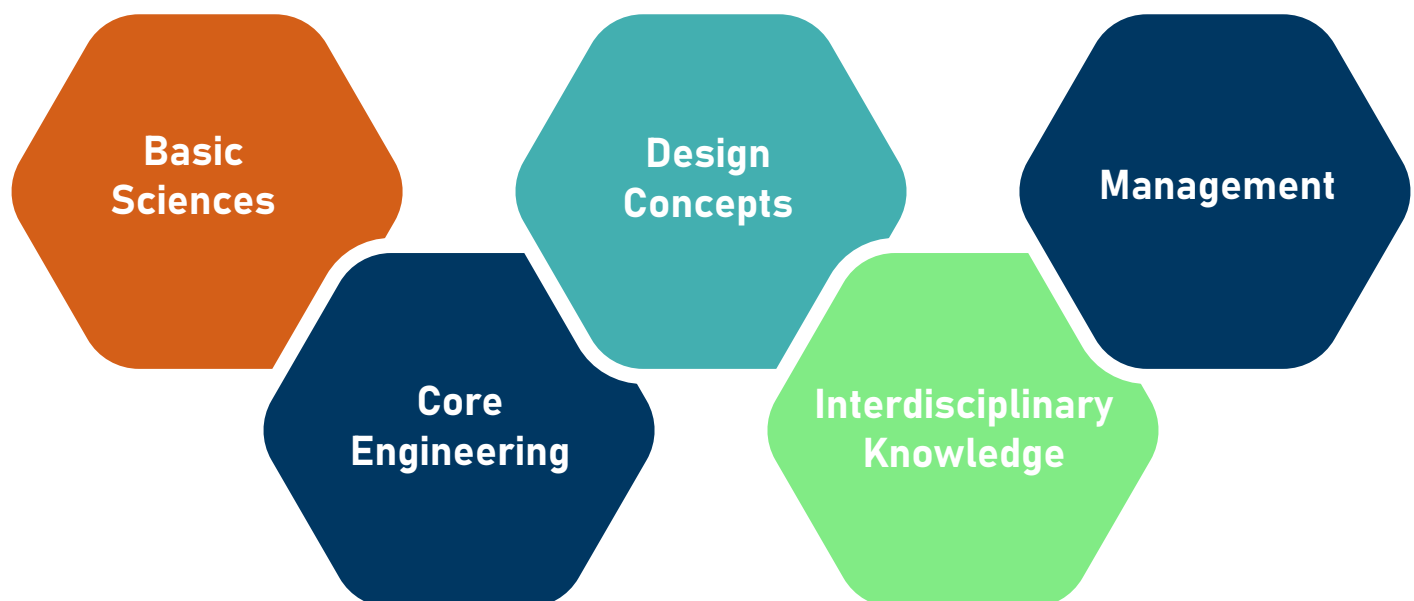 Basic
Sciences
Core
Engineering
Design
Concepts
Interdisciplinary
Knowledge
Management